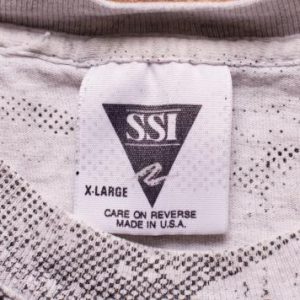 SSI
X-LARGE
CARE ON REVERSE
MADE IN U.S.A.